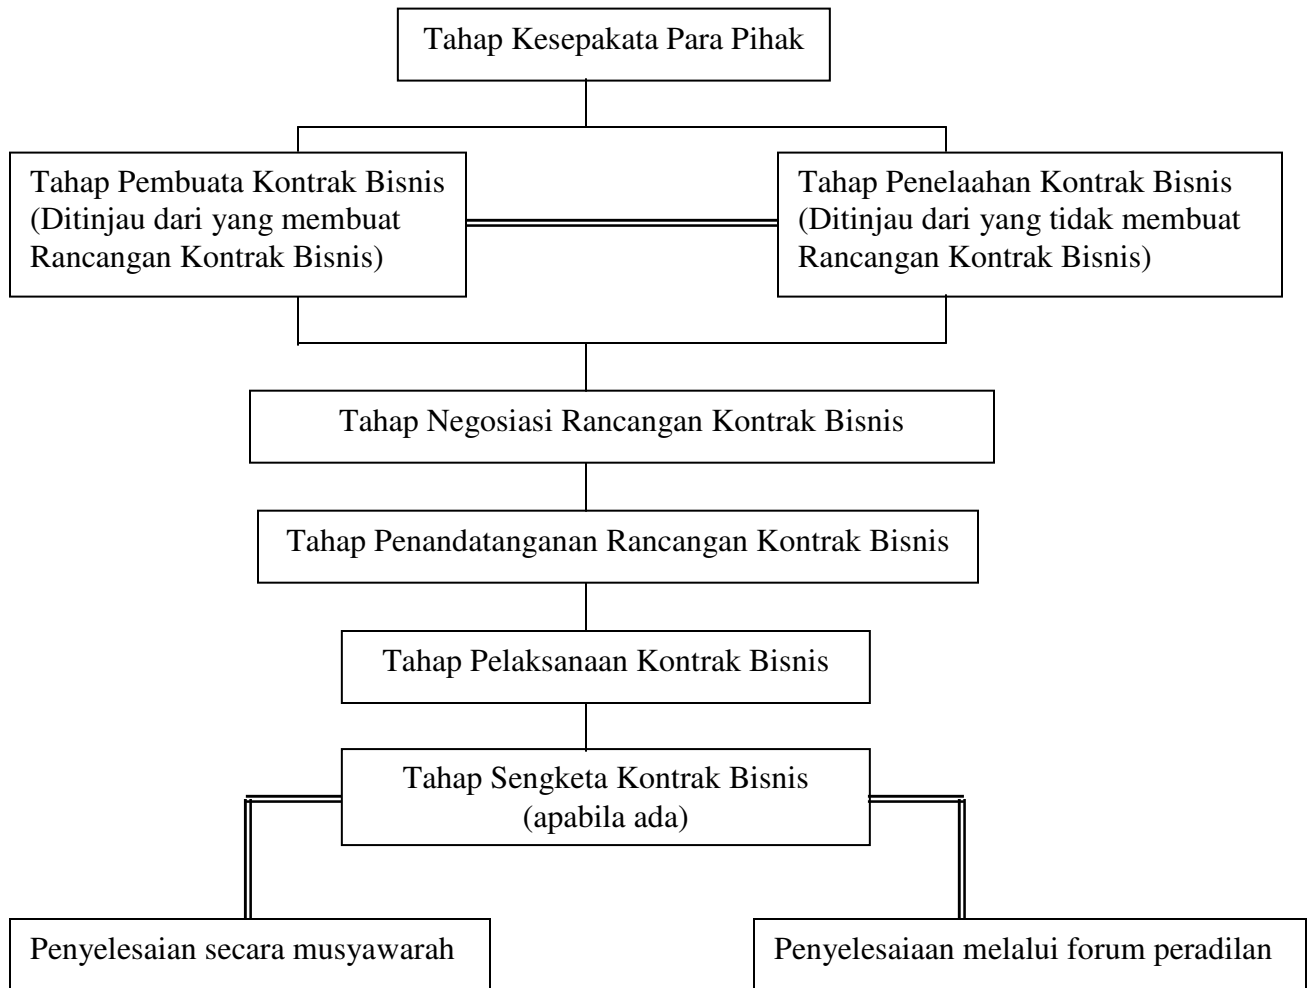 Tahap Kesepakata Para Pihak
Tahap Pembuata Kontrak Bisnis
(Ditinjau dari yang membuat
Rancangan Kontrak Bisnis)
Tahap Penelaahan Kontrak Bisnis
(Ditinjau dari yang tidak membuat
Rancangan Kontrak Bisnis)
Tahap Negosiasi Rancangan Kontrak Bisnis
Tahap Penandatanganan Rancangan Kontrak Bisnis
Tahap Pelaksanaan Kontrak Bisnis
Tahap Sengketa Kontrak Bisnis
(apabila ada)
Penyelesaian secara musyawarah
Penyelesaiaan melalui forum peradilan